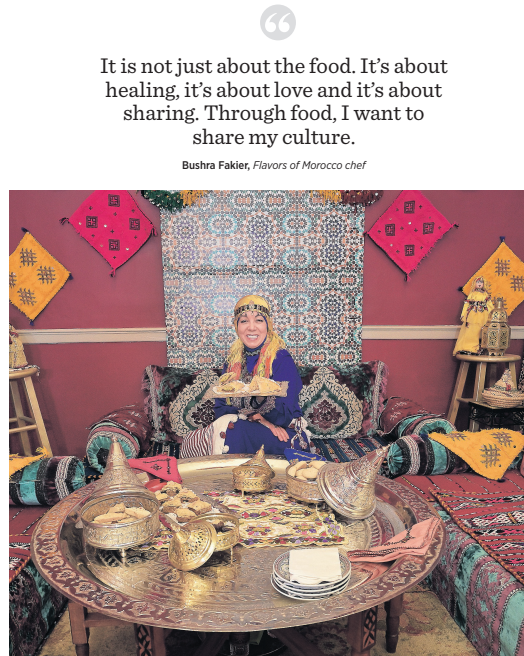 It is not just about the food. It’s about
healing, it’s about love and it’s about
sharing. Through food, I want to
share my culture.
Bushra Fakier, Flavors of Morocco chef